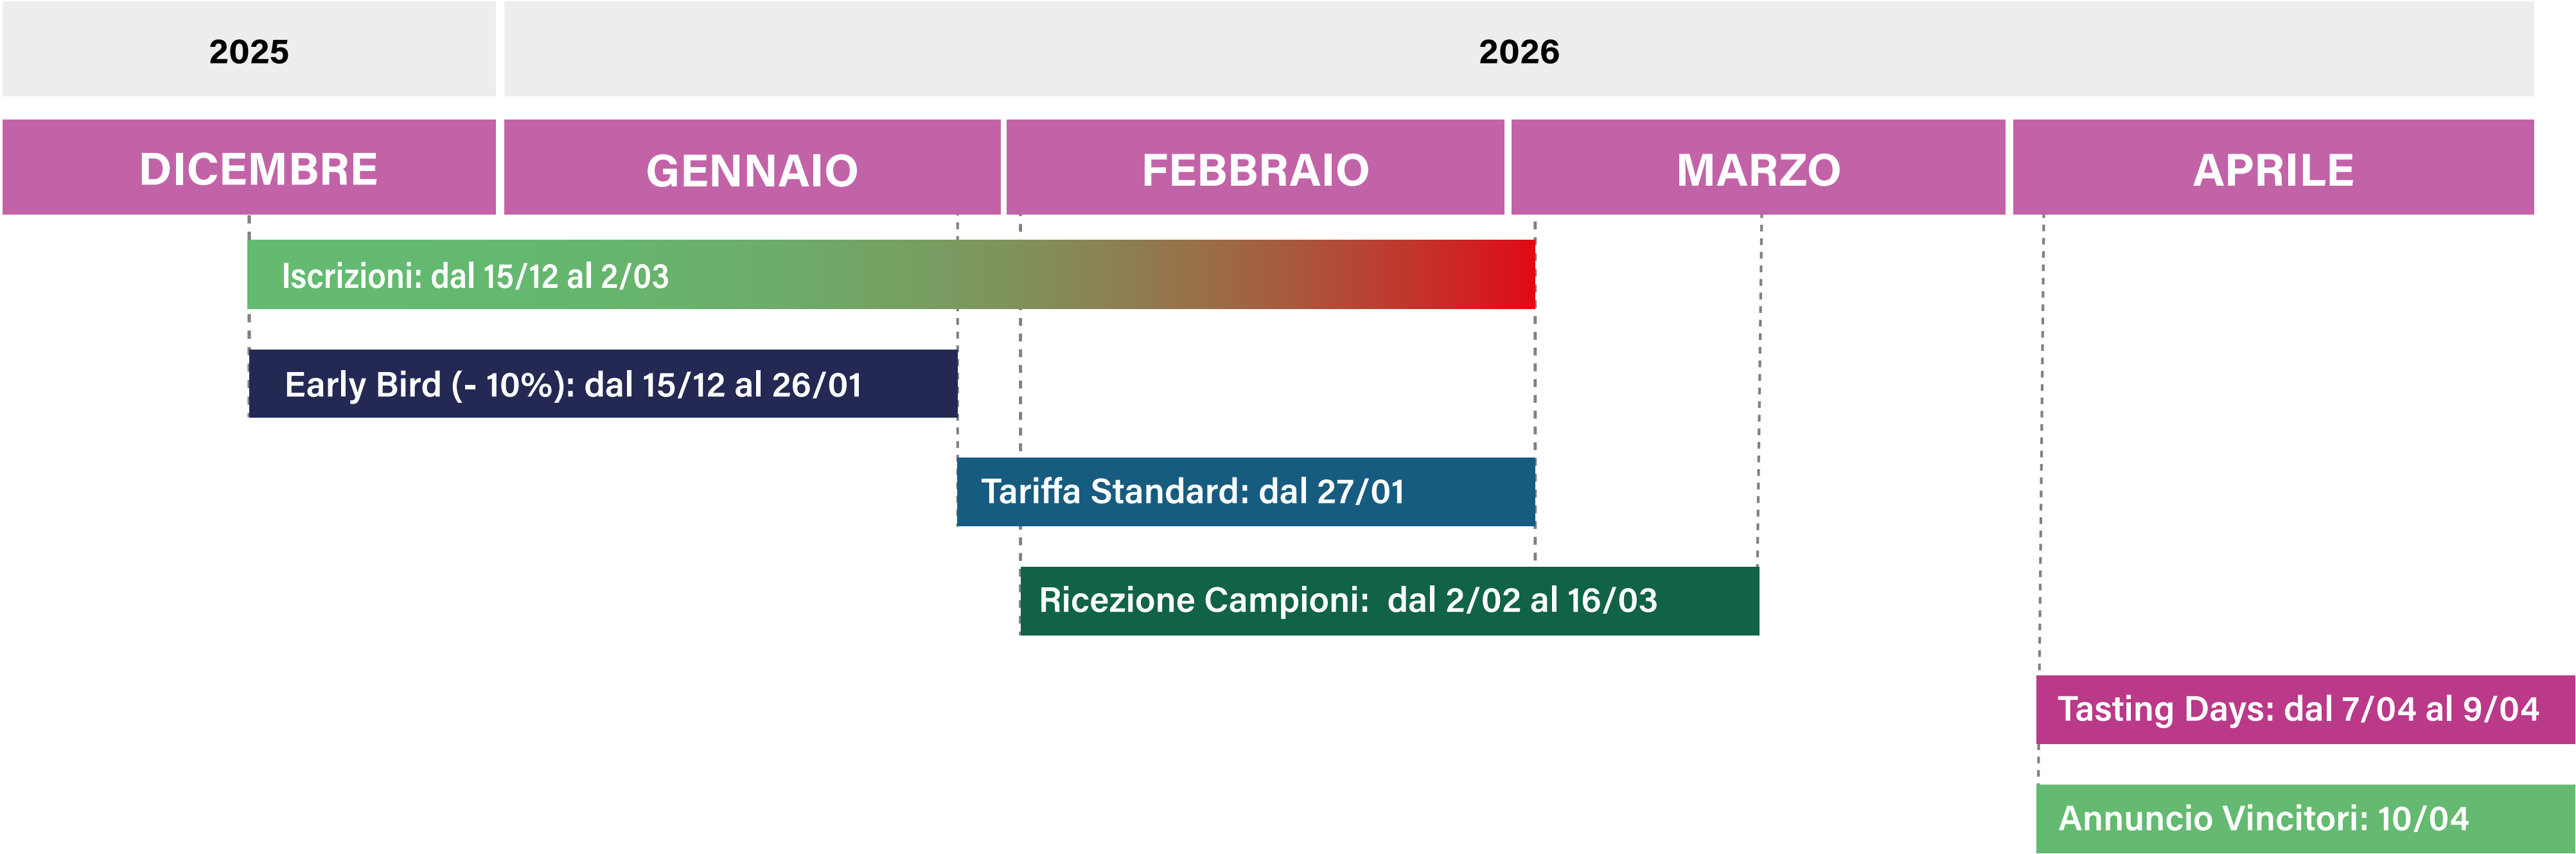 2025
2026
DICEMBRE
GENNAIO
FEBBRAIO
MARZO
APRILE
Iscrizioni: dal 15/12 al 2/03
Early Bird (- 10%): dal 15/12 al 26/01
Tariffa Standard: dal 27/01
Ricezione Campioni: dal 2/02 al 16/03
Tasting Days: dal 7/04 al 9/04
Annuncio Vincitori: 10/04